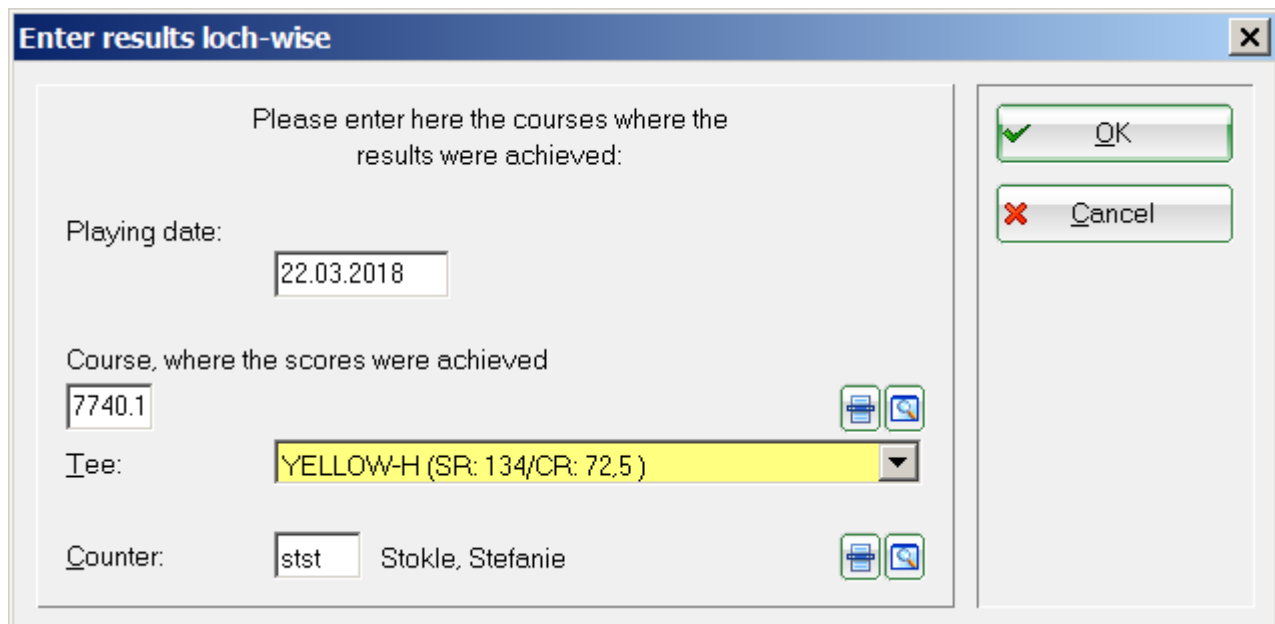 Enter results loch-wise
Please enter here the courses where the
results were achieved:
OK
Cancel
Playing date:
22.03.2018
Course, where the scores were achieved
7740.1
Tee:
YELLOW-H (SR: 134/CR: 72,5 )
Counter:
stst
Stokle, Stefanie